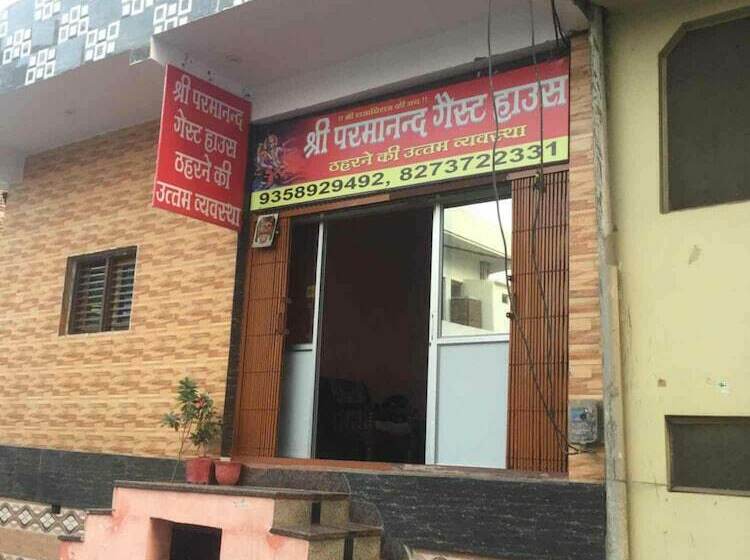 श्री परमानन्द
गेस्ट हाउस
ठहरने की
उत्तम व्यवस्था
श्री परमानन्द गैस्ट हाउस
ठहरने की उत्तम व्यवस्था
9358929492, 8273722331